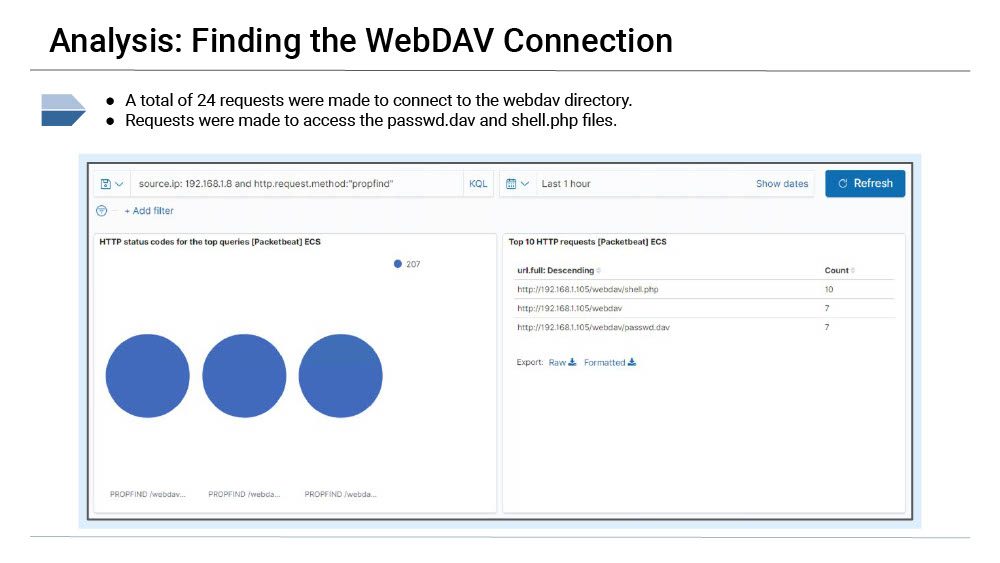 Analysis: Finding the WebDAV Connection
● A total of 24 requests were made to connect to the webdav directory.
● Requests were made to access the passwd.dav and shell.php files.
source.ip: 192.168.1.8 and http.request.method:"propfind"
KQL
Last 1 hour
Show dates
Refresh
+ Add filter
HTTP status codes for the top queries [Packetbeat] ECS
207
PROPFIND /webdav...
PROPFIND /webda...
PROPFIND /webda...
Top 10 HTTP requests [Packetbeat] ECS
url.full: Descending Count
http://192.168.1.105/webdav/shell.php 10
http://192.168.1.105/webdav 7
http://192.168.1.105/webdav/passwd.dav 7
Export: Raw Formatted